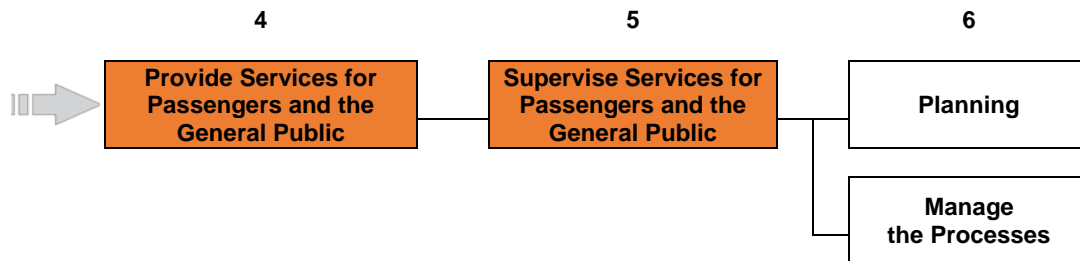 4 5 6
Provide Services for
Passengers and the
General Public
Supervise Services for
Passengers and the
General Public
Planning
Manage
the Processes